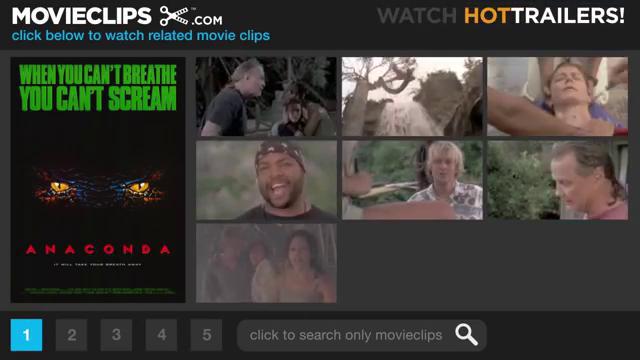 MOVIECLIPS .COM
WATCH HOTTRAILERS!
click below to watch related movie clips
WHEN YOU CAN'T BREATHE
YOU CAN'T SCREAM
ANACONDA
IT WILL TAKE YOUR BREATH AWAY
1 2 3 4 5
click to search only movieclips